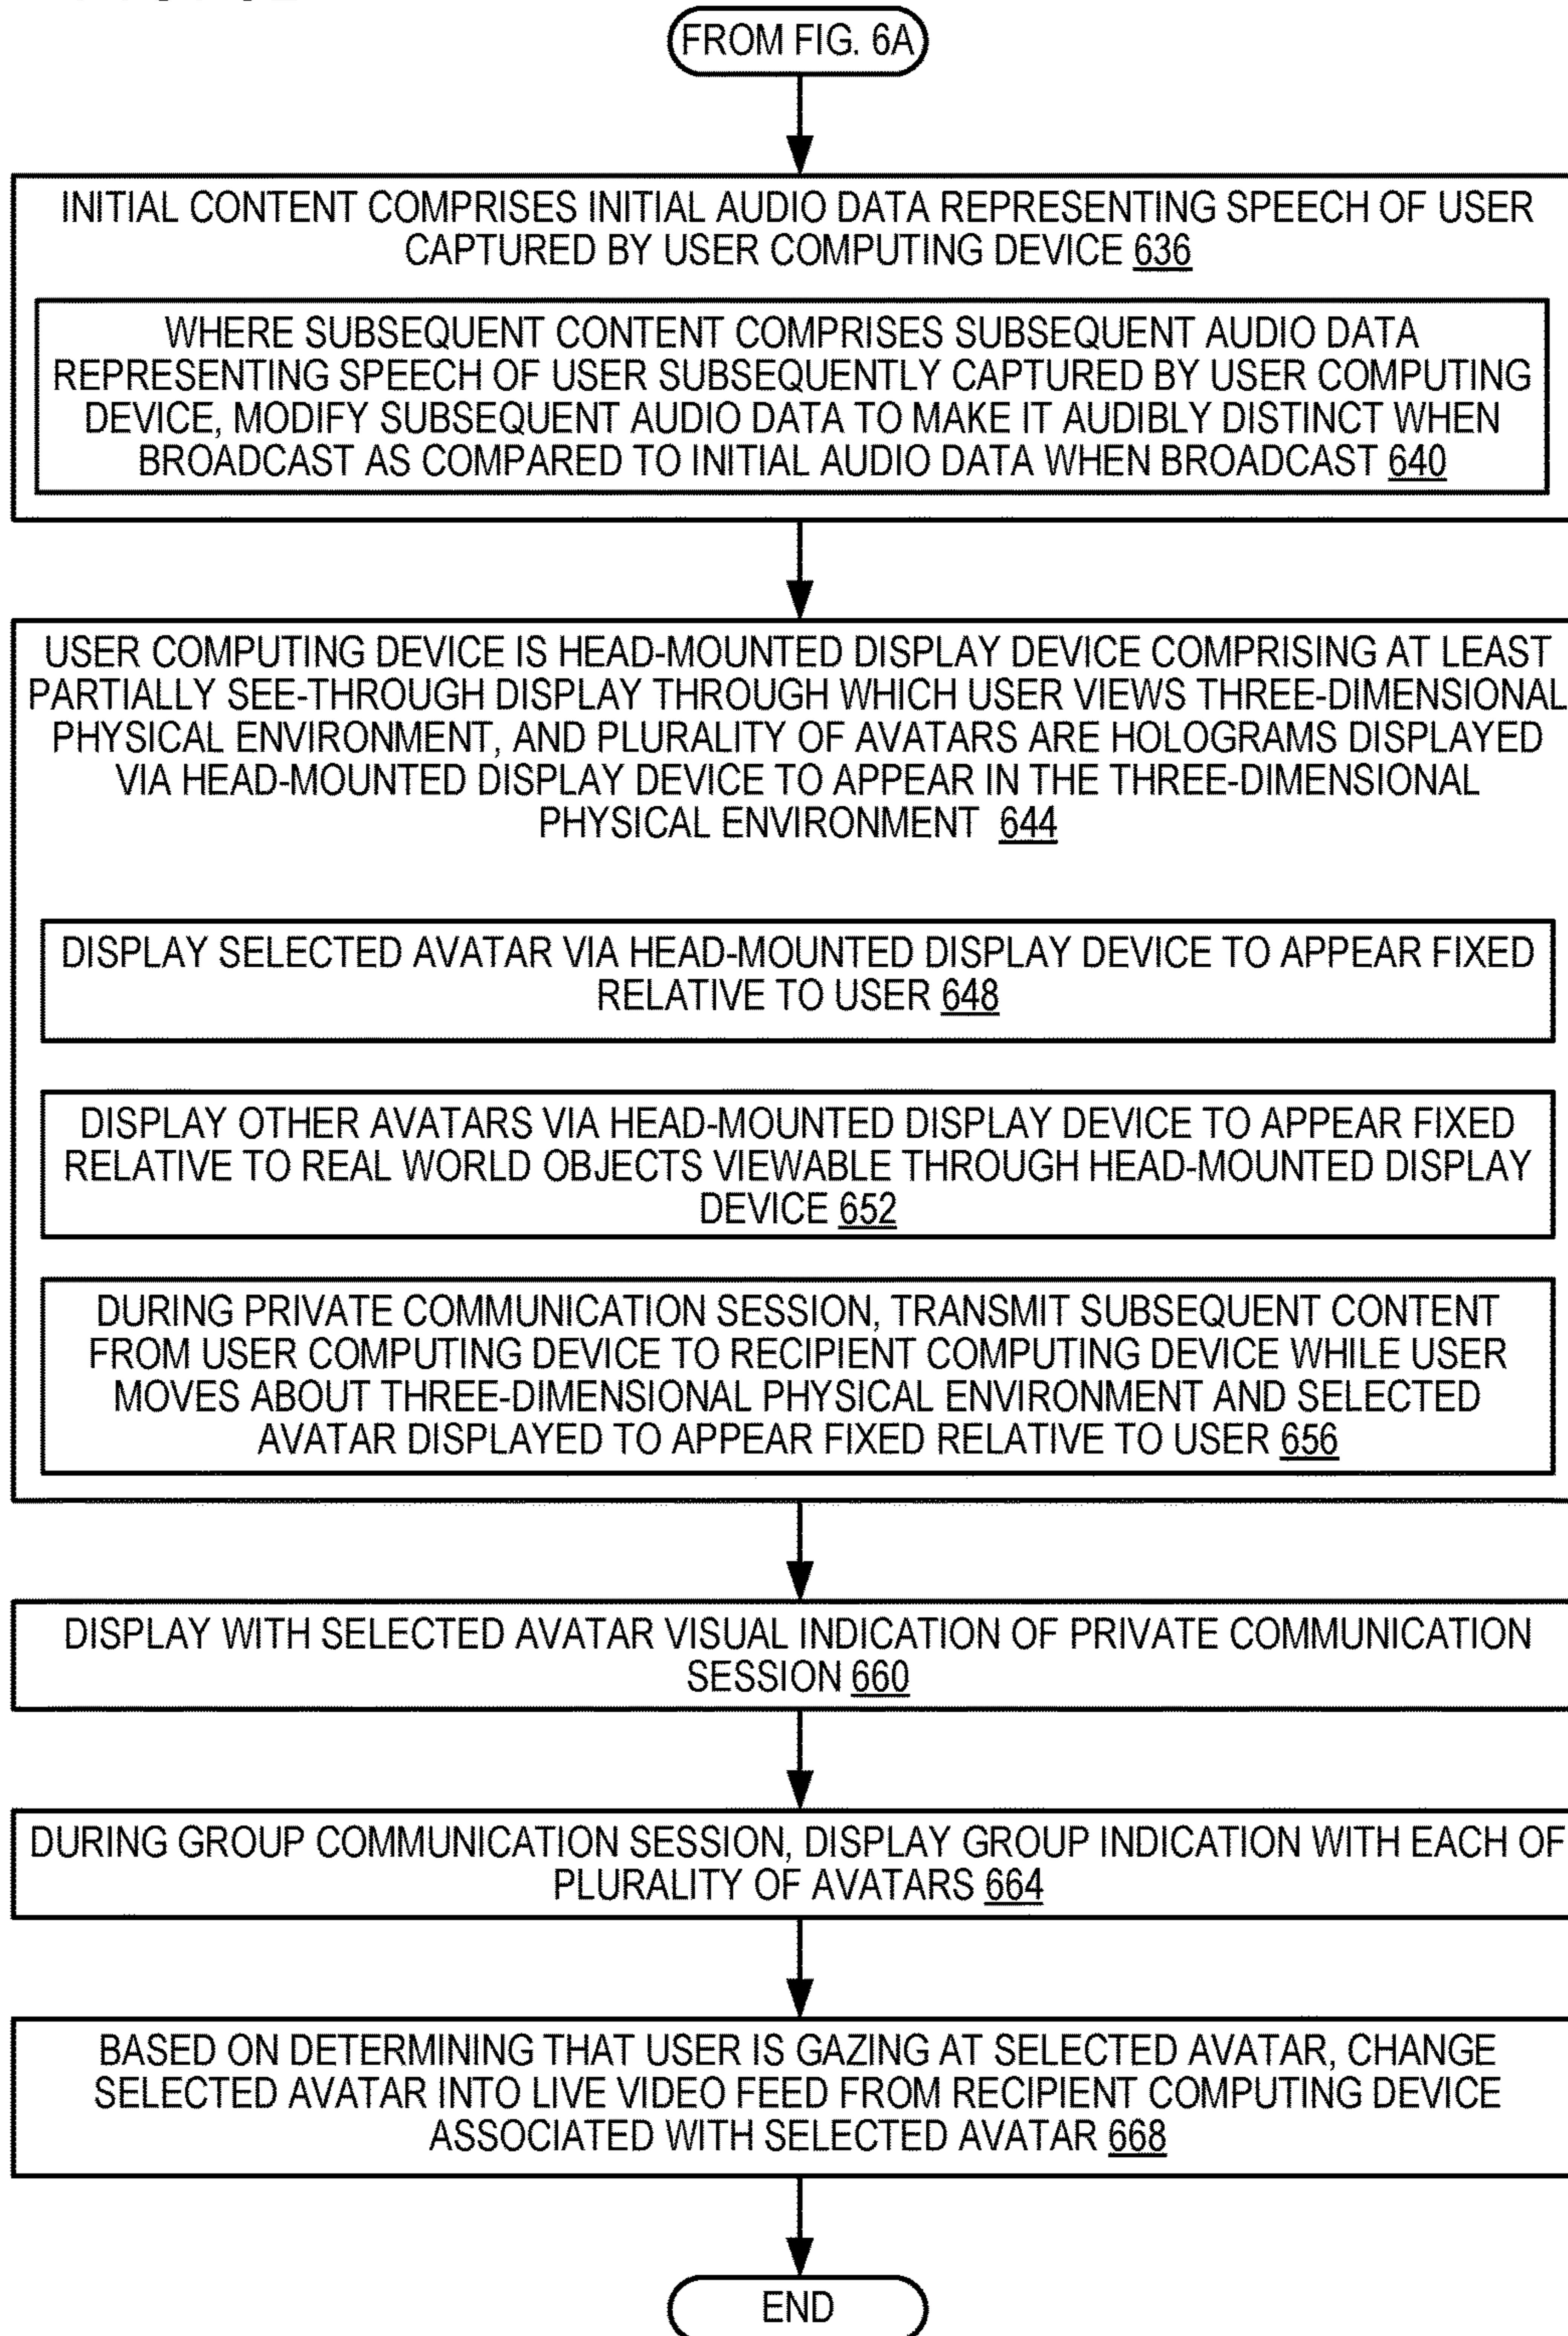 FROM FIG. 6A
INITIAL CONTENT COMPRISES INITIAL AUDIO DATA REPRESENTING SPEECH OF USER
CAPTURED BY USER COMPUTING DEVICE 636
WHERE SUBSEQUENT CONTENT COMPRISES SUBSEQUENT AUDIO DATA
REPRESENTING SPEECH OF USER SUBSEQUENTLY CAPTURED BY USER COMPUTING
DEVICE, MODIFY SUBSEQUENT AUDIO DATA TO MAKE IT AUDIBLY DISTINCT WHEN
BROADCAST AS COMPARED TO INITIAL AUDIO DATA WHEN BROADCAST 640
USER COMPUTING DEVICE IS HEAD-MOUNTED DISPLAY DEVICE COMPRISING AT LEAST
PARTIALLY SEE-THROUGH DISPLAY THROUGH WHICH USER VIEWS THREE-DIMENSIONAL
PHYSICAL ENVIRONMENT, AND PLURALITY OF AVATARS ARE HOLOGRAMS DISPLAYED
VIA HEAD-MOUNTED DISPLAY DEVICE TO APPEAR IN THE THREE-DIMENSIONAL
PHYSICAL ENVIRONMENT 644
DISPLAY SELECTED AVATAR VIA HEAD-MOUNTED DISPLAY DEVICE TO APPEAR FIXED
RELATIVE TO USER 648
DISPLAY OTHER AVATARS VIA HEAD-MOUNTED DISPLAY DEVICE TO APPEAR FIXED
RELATIVE TO REAL WORLD OBJECTS VIEWABLE THROUGH HEAD-MOUNTED DISPLAY
DEVICE 652
DURING PRIVATE COMMUNICATION SESSION, TRANSMIT SUBSEQUENT CONTENT
FROM USER COMPUTING DEVICE TO RECIPIENT COMPUTING DEVICE WHILE USER
MOVES ABOUT THREE-DIMENSIONAL PHYSICAL ENVIRONMENT AND SELECTED
AVATAR DISPLAYED TO APPEAR FIXED RELATIVE TO USER 656
DISPLAY WITH SELECTED AVATAR VISUAL INDICATION OF PRIVATE COMMUNICATION
SESSION 660
DURING GROUP COMMUNICATION SESSION, DISPLAY GROUP INDICATION WITH EACH OF
PLURALITY OF AVATARS 664
BASED ON DETERMINING THAT USER IS GAZING AT SELECTED AVATAR, CHANGE
SELECTED AVATAR INTO LIVE VIDEO FEED FROM RECIPIENT COMPUTING DEVICE
ASSOCIATED WITH SELECTED AVATAR 668
END